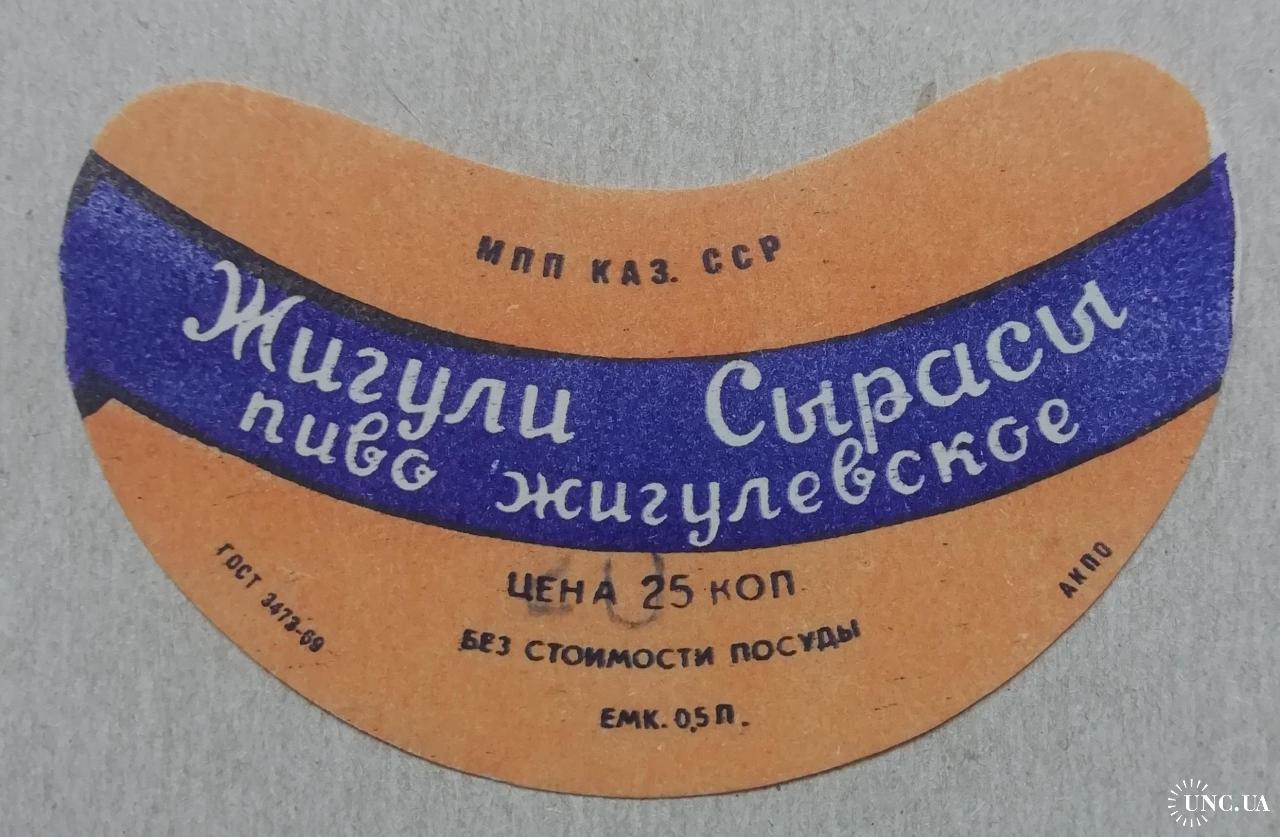 МПП КАЗ. ССР
Жигули Сырасы
пиво жигулевское
ЦЕНА 25 КОП
БЕЗ СТОИМОСТИ ПОСУДЫ
ЕМК. 0,5 Л.
ГОСТ 3473-69
АКПО
UNC.UA